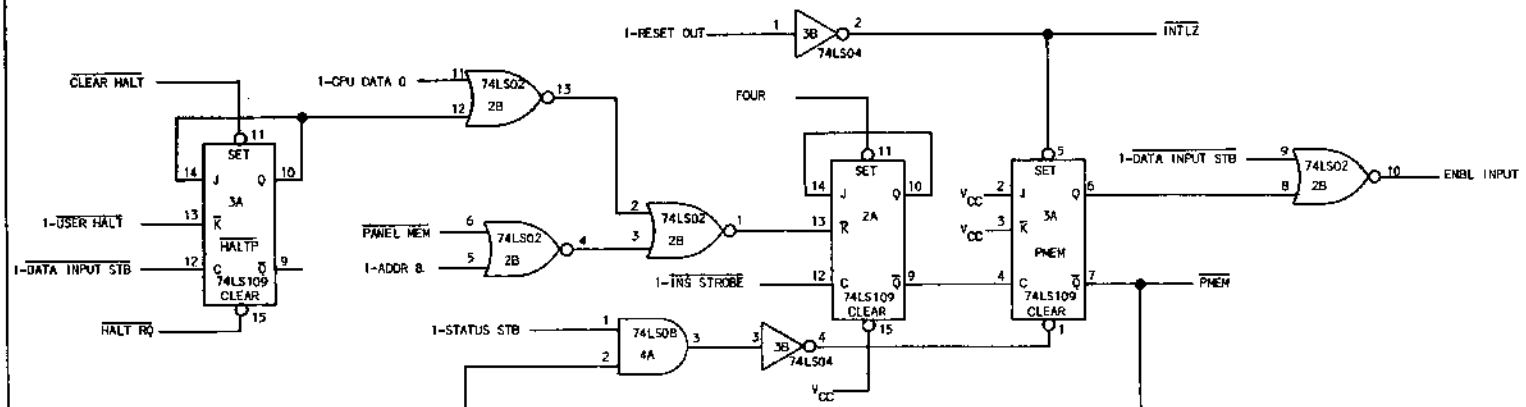 1-RESET OUT 1 3B 2 INTLZ
74LS04
CLEAR HALT
1-CPU DATA 0 11 74LS02 13
12 2B
FOUR
11
SET
14 J Q 10
3A
1-USER HALT 13 K
HALTP
1-DATA INPUT STB 12 C Q 9
74LS109
CLEAR
15
HALT RQ
PANEL MEM 6 74LS02 4
1-ADDR 8 5 2B
2 74LS02 1
3 2B
11
SET
14 J Q 10
2A
13 K
1-INS STROBE 12 C Q 9
74LS109
CLEAR
15
VCC
5
SET
VCC 2 J Q 6
3A
VCC 3 K
PMEM
4 C Q 7 PMEM
74LS109
CLEAR
1
1-DATA INPUT STB 9 74LS02 10 ENBL INPUT
8 2B
1-STATUS STB 1 74LS08 3
2 4A
3 3B 4
74LS04